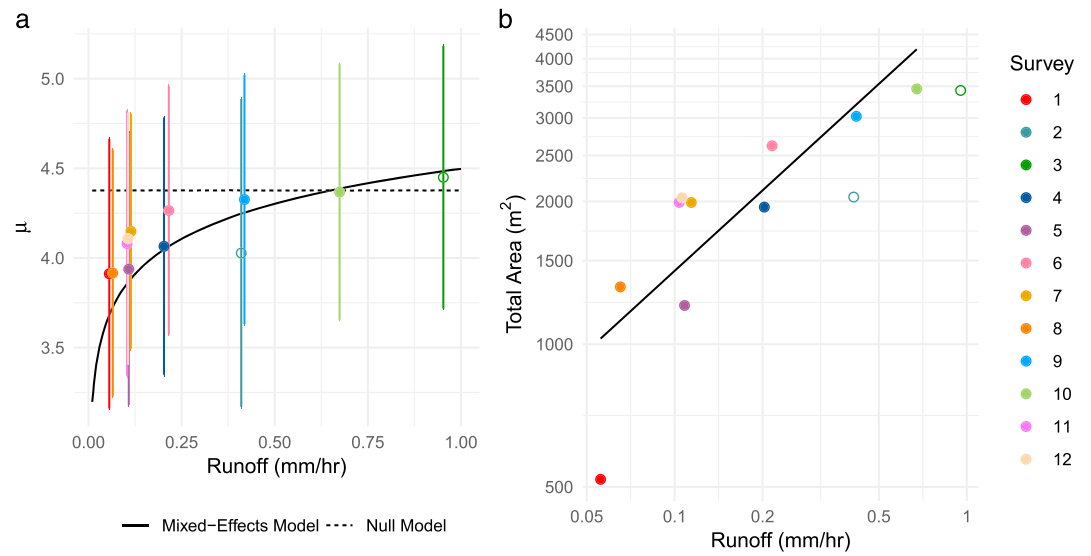 a
μ
5.0
4.5
4.0
3.5
0.00 0.25 0.50 0.75 1.00
Runoff (mm/hr)
Mixed−Effects Model Null Model
b
Total Area (m²)
4500
4000
3500
3000
2500
2000
1500
1000
500
0.05 0.1 0.2 0.5 1
Runoff (mm/hr)
Survey
1
2
3
4
5
6
7
8
9
10
11
12